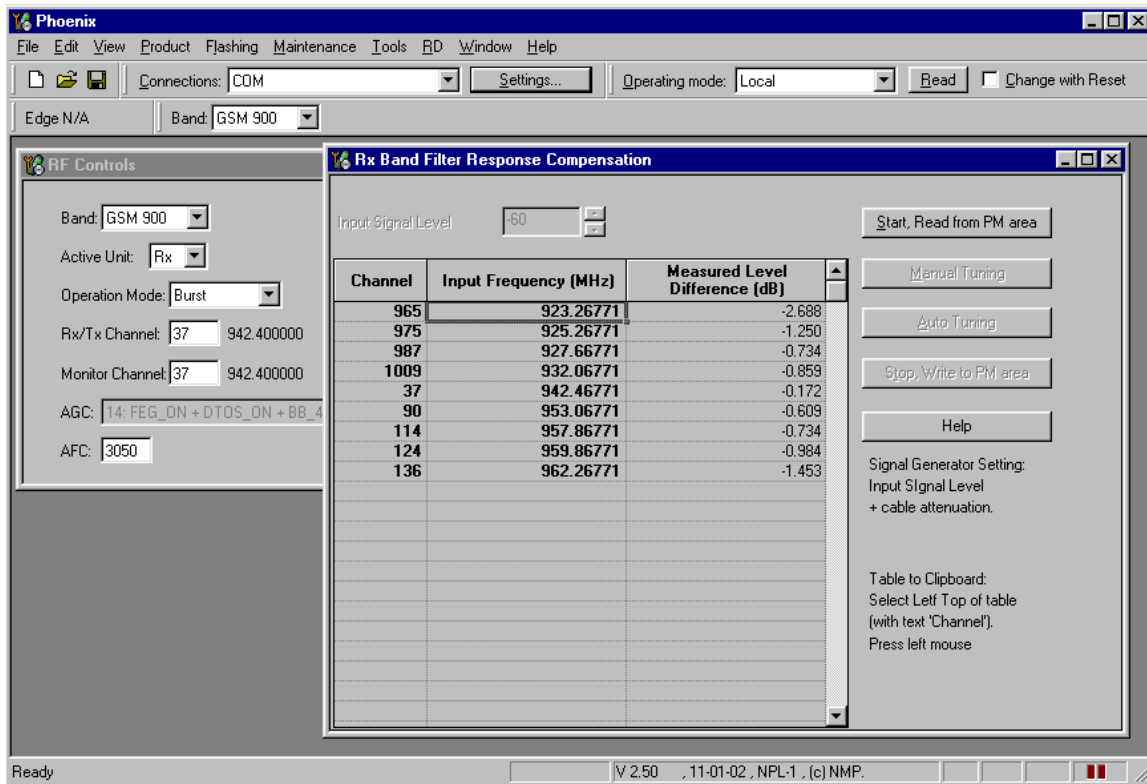 Phoenix
File Edit View Product Flashing Maintenance Tools RD Window Help
Connections: COM Settings... Operating mode: Local Read Change with Reset
Edge N/A Band: GSM 900
RF Controls
Band: GSM 900
Active Unit: Rx
Operation Mode: Burst
Rx/Tx Channel: 37 942.400000
Monitor Channel: 37 942.400000
AGC: 14: FEG_ON + DTOS_ON + BB_4
AFC: 3050
Rx Band Filter Response Compensation
Input Signal Level -60
Channel Input Frequency (MHz) Measured Level Difference (dB)
965 923.26771 -2.688
975 925.26771 -1.250
987 927.66771 -0.734
1009 932.06771 -0.859
37 942.46771 -0.172
90 953.06771 -0.609
114 957.86771 -0.734
124 959.86771 -0.984
136 962.26771 -1.453
Start, Read from PM area
Manual Tuning
Auto Tuning
Stop, Write to PM area
Help
Signal Generator Setting:
Input SIgnal Level
+ cable attenuation.
Table to Clipboard:
Select Letf Top of table
(with text 'Channel').
Press left mouse
Ready V 2.50 , 11-01-02 , NPL-1 , (c) NMP.